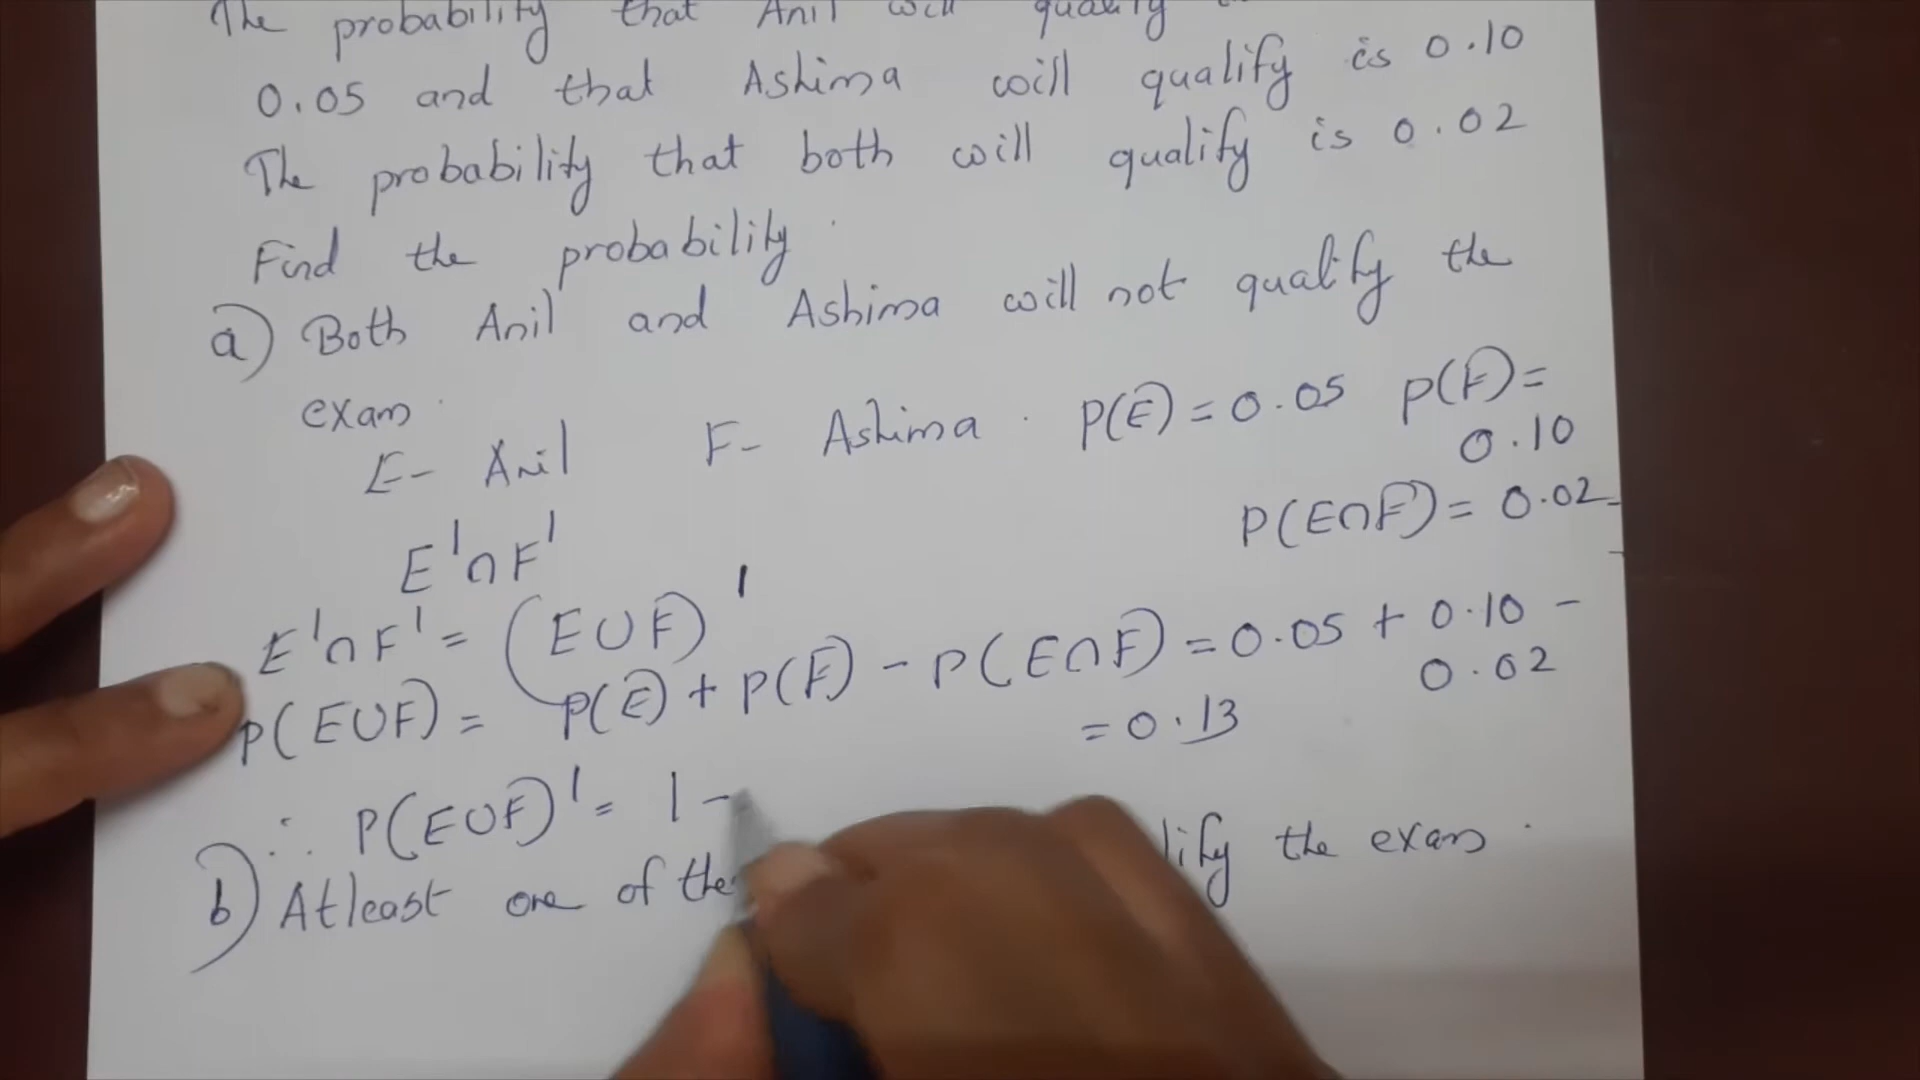 The probability that Anil will qualify
0.05 and that Ashima will qualify is 0.10
The probability that both will qualify is 0.02
Find the probability
a) Both Anil and Ashima will not qualify the
exam
E- Anil F- Ashima . P(E) = 0.05 P(F) =
0.10
P(E∩F) = 0.02
E'∩F'
E'∩F' = (E∪F)'
P(E∪F) = P(E) + P(F) - P(E∩F) = 0.05 + 0.10 -
0.02
= 0.13
∴ P(E∪F)' = 1 -
b) Atleast one of the the exam .